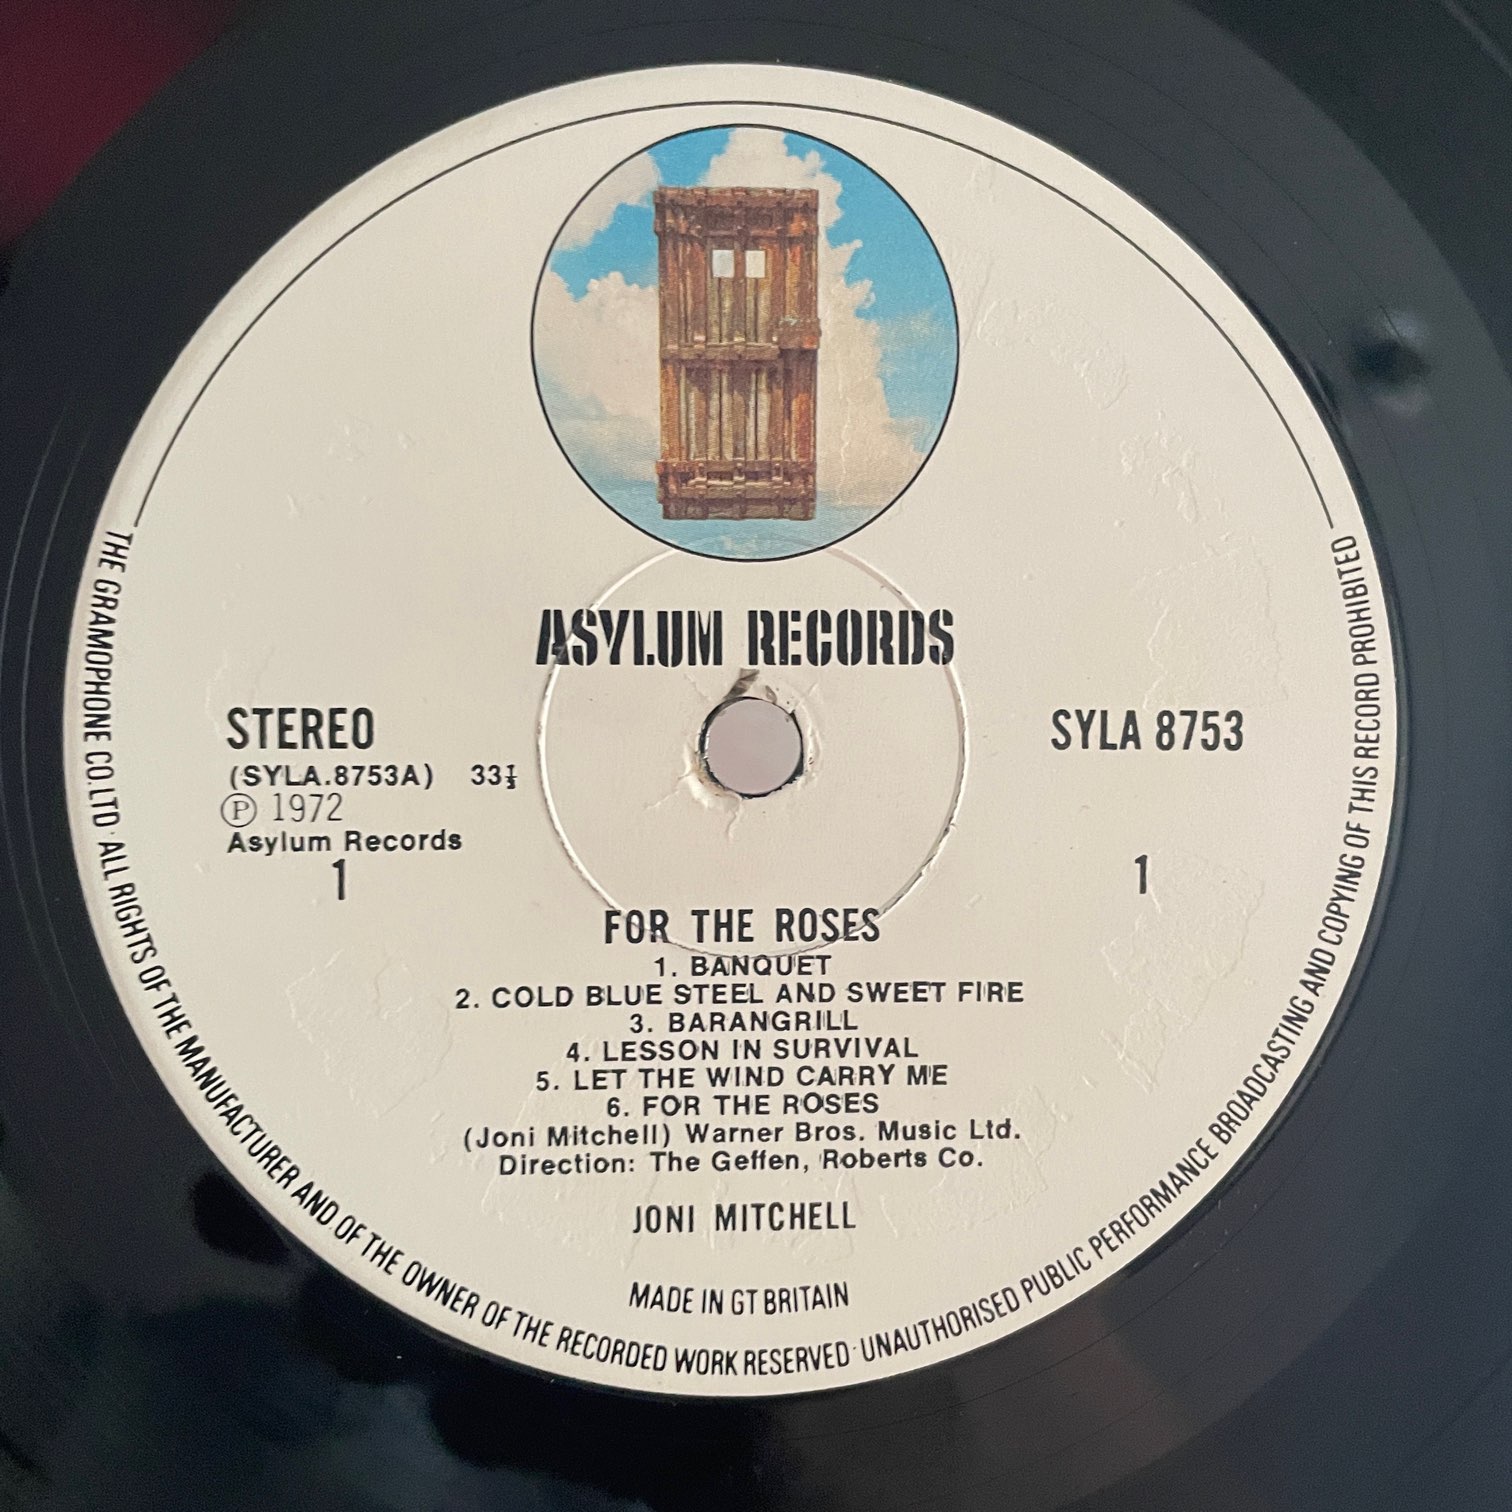 ASYLUM RECORDS
STEREO
SYLA 8753
(SYLA.8753A) 33⅓
℗ 1972
Asylum Records
1
1
FOR THE ROSES
1. BANQUET
2. COLD BLUE STEEL AND SWEET FIRE
3. BARANGRILL
4. LESSON IN SURVIVAL
5. LET THE WIND CARRY ME
6. FOR THE ROSES
(Joni Mitchell) Warner Bros. Music Ltd.
Direction: The Geffen, Roberts Co.
JONI MITCHELL
MADE IN GT BRITAIN
THE GRAMOPHONE CO. LTD · ALL RIGHTS OF THE MANUFACTURER AND OF THE OWNER OF THE RECORDED WORK RESERVED · UNAUTHORISED PUBLIC PERFORMANCE BROADCASTING AND COPYING OF THIS RECORD PROHIBITED